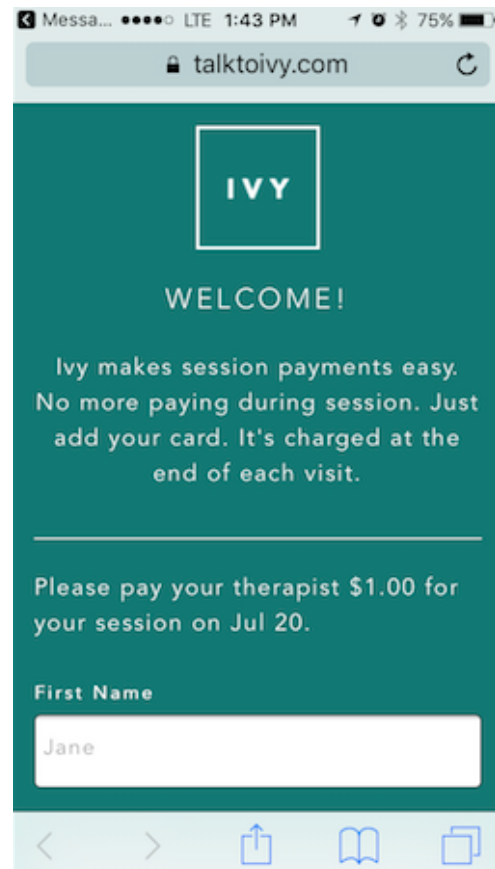 Messa... LTE 1:43 PM 75%
talktoivy.com
IVY
WELCOME!
Ivy makes session payments easy.
No more paying during session. Just
add your card. It's charged at the
end of each visit.
Please pay your therapist $1.00 for
your session on Jul 20.
First Name
Jane